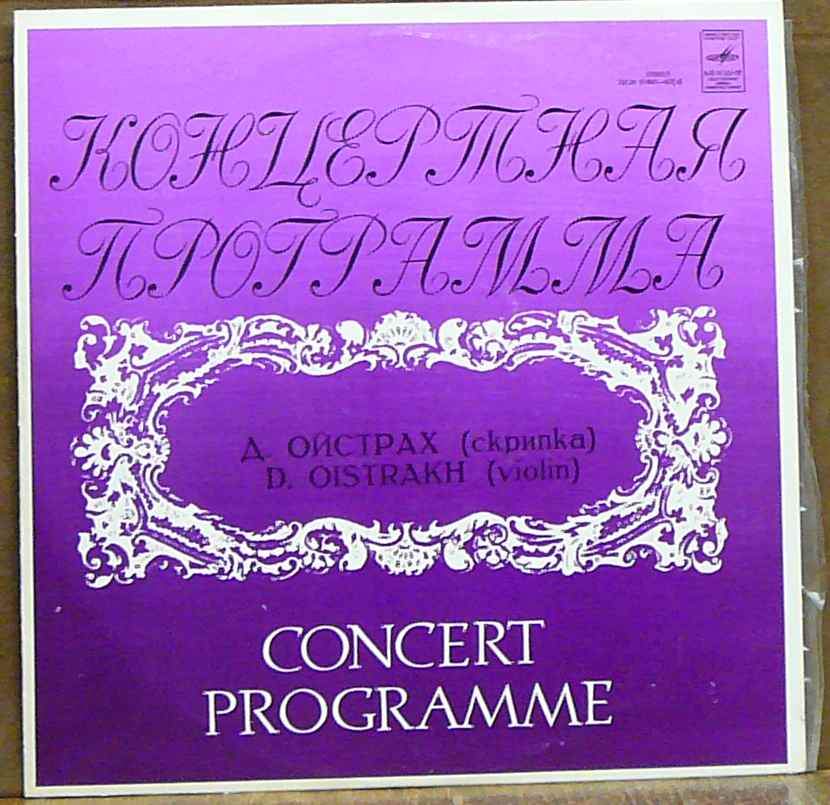 КОНЦЕРТНАЯ
ПРОГРАММА
Д. ОЙСТРАХ (скрипка)
D. OISTRAKH (violin)
CONCERT
PROGRAMME